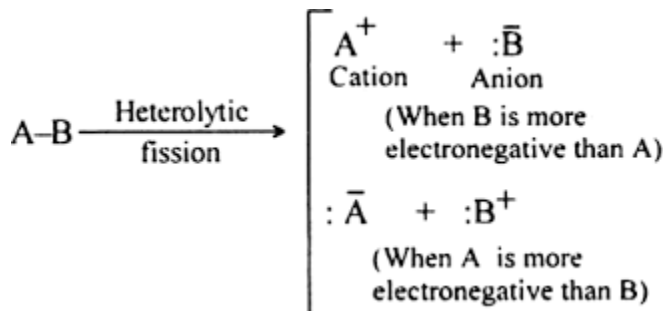 A⁺ + :B̄
Cation Anion
A–B Heterolytic fission
(When B is more
electronegative than A)
:Ā + :B⁺
(When A is more
electronegative than B)